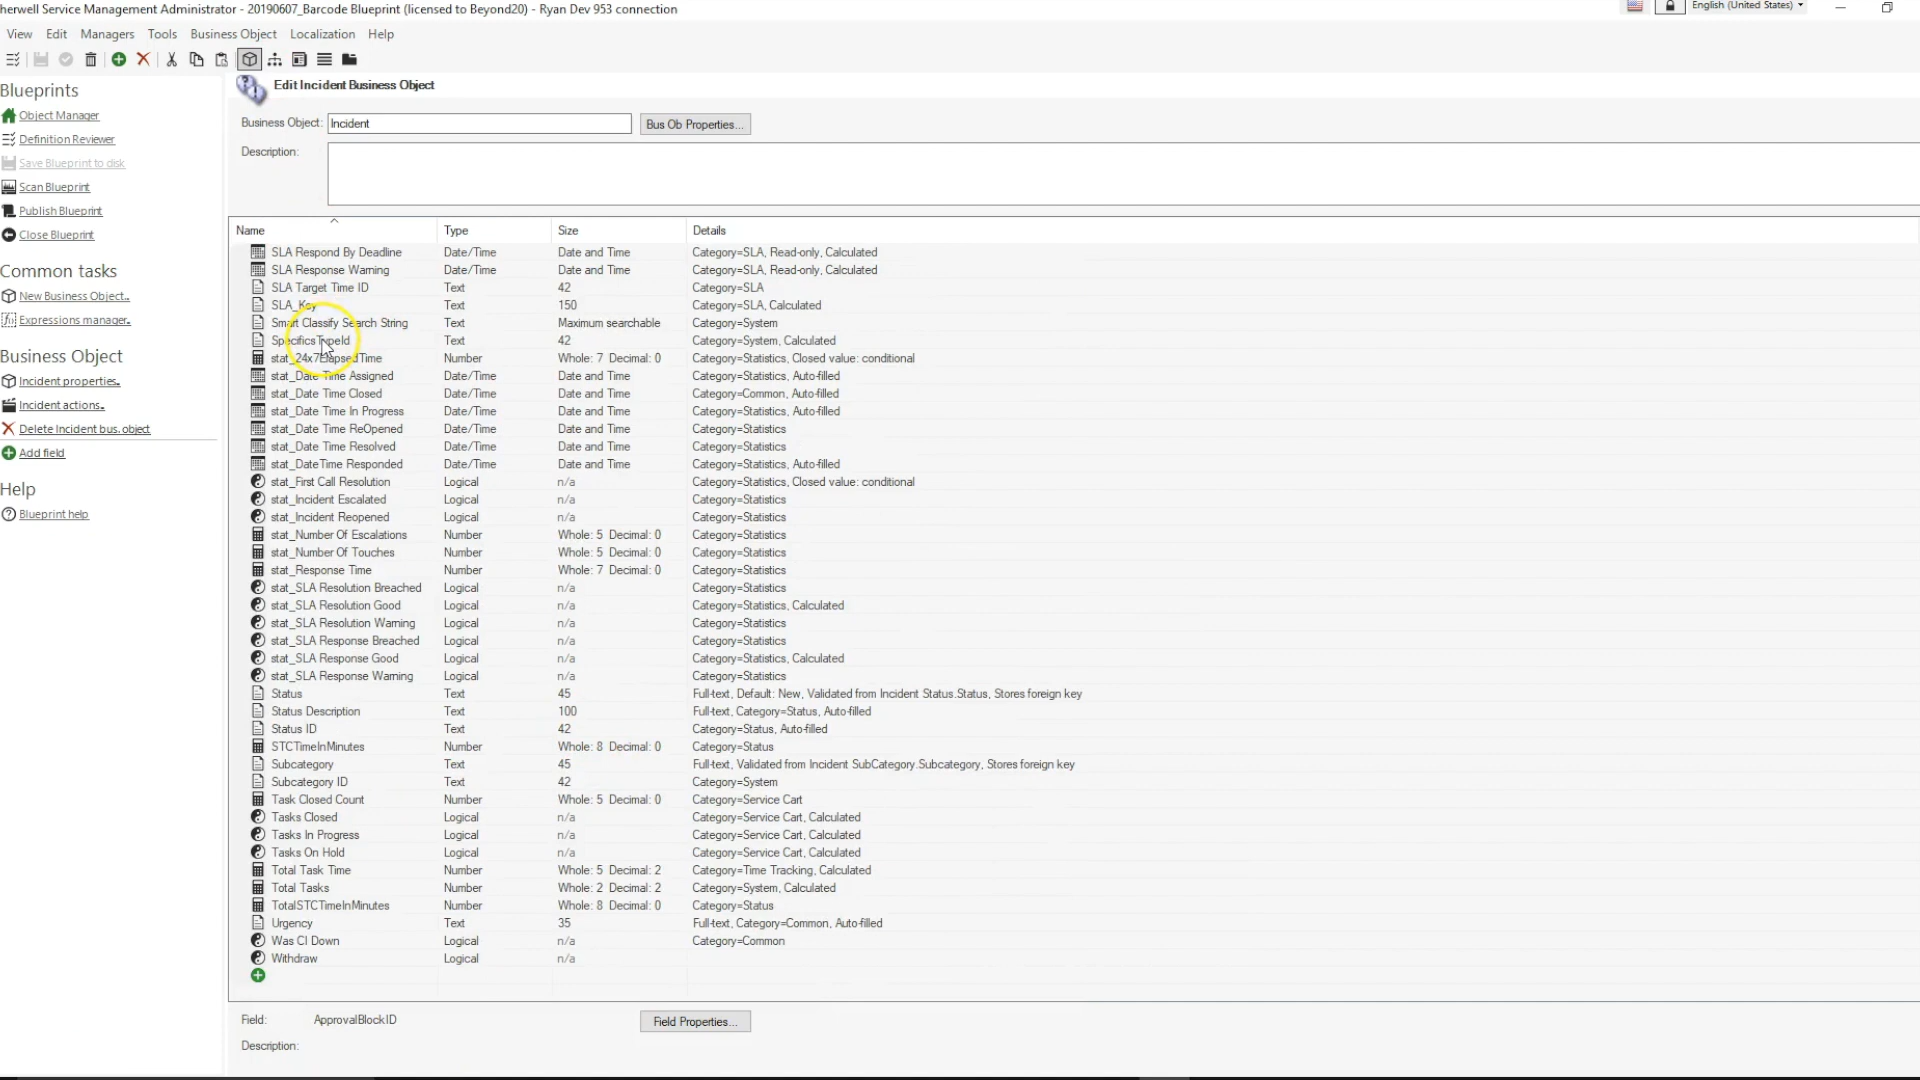 herwell Service Management Administrator - 20190607_Barcode Blueprint (licensed to Beyond20) - Ryan Dev 953 connection
English (United States)
View Edit Managers Tools Business Object Localization Help
Blueprints
Object Manager
Definition Reviewer
Save Blueprint to disk
Scan Blueprint
Publish Blueprint
Close Blueprint
Common tasks
New Business Object...
Expressions manager...
Business Object
Incident properties...
Incident actions...
Delete Incident bus. object
Add field
Help
Blueprint help
Edit Incident Business Object
Business Object: Incident Bus Ob Properties...
Description:
Name Type Size Details
SLA Respond By Deadline Date/Time Date and Time Category=SLA, Read-only, Calculated
SLA Response Warning Date/Time Date and Time Category=SLA, Read-only, Calculated
SLA Target Time ID Text 42 Category=SLA
SLA_Key Text 150 Category=SLA, Calculated
Smart Classify Search String Text Maximum searchable Category=System
SpecificsTypeId Text 42 Category=System, Calculated
stat_24x7ElapsedTime Number Whole: 7 Decimal: 0 Category=Statistics, Closed value: conditional
stat_Date Time Assigned Date/Time Date and Time Category=Statistics, Auto-filled
stat_Date Time Closed Date/Time Date and Time Category=Common, Auto-filled
stat_Date Time In Progress Date/Time Date and Time Category=Statistics, Auto-filled
stat_Date Time ReOpened Date/Time Date and Time Category=Statistics
stat_Date Time Resolved Date/Time Date and Time Category=Statistics
stat_DateTime Responded Date/Time Date and Time Category=Statistics, Auto-filled
stat_First Call Resolution Logical n/a Category=Statistics, Closed value: conditional
stat_Incident Escalated Logical n/a Category=Statistics
stat_Incident Reopened Logical n/a Category=Statistics
stat_Number Of Escalations Number Whole: 5 Decimal: 0 Category=Statistics
stat_Number Of Touches Number Whole: 5 Decimal: 0 Category=Statistics
stat_Response Time Number Whole: 7 Decimal: 0 Category=Statistics
stat_SLA Resolution Breached Logical n/a Category=Statistics
stat_SLA Resolution Good Logical n/a Category=Statistics, Calculated
stat_SLA Resolution Warning Logical n/a Category=Statistics
stat_SLA Response Breached Logical n/a Category=Statistics
stat_SLA Response Good Logical n/a Category=Statistics, Calculated
stat_SLA Response Warning Logical n/a Category=Statistics
Status Text 45 Full-text, Default: New, Validated from Incident Status.Status, Stores foreign key
Status Description Text 100 Full-text, Category=Status, Auto-filled
Status ID Text 42 Category=Status, Auto-filled
STCTimeInMinutes Number Whole: 8 Decimal: 0 Category=Status
Subcategory Text 45 Full-text, Validated from Incident SubCategory.Subcategory, Stores foreign key
Subcategory ID Text 42 Category=System
Task Closed Count Number Whole: 5 Decimal: 0 Category=Service Cart
Tasks Closed Logical n/a Category=Service Cart, Calculated
Tasks In Progress Logical n/a Category=Service Cart, Calculated
Tasks On Hold Logical n/a Category=Service Cart, Calculated
Total Task Time Number Whole: 5 Decimal: 2 Category=Time Tracking, Calculated
Total Tasks Number Whole: 2 Decimal: 2 Category=System, Calculated
TotalSTCTimeInMinutes Number Whole: 8 Decimal: 0 Category=Status
Urgency Text 35 Full-text, Category=Common, Auto-filled
Was CI Down Logical n/a Category=Common
Withdraw Logical n/a
Field: ApprovalBlockID Field Properties...
Description: